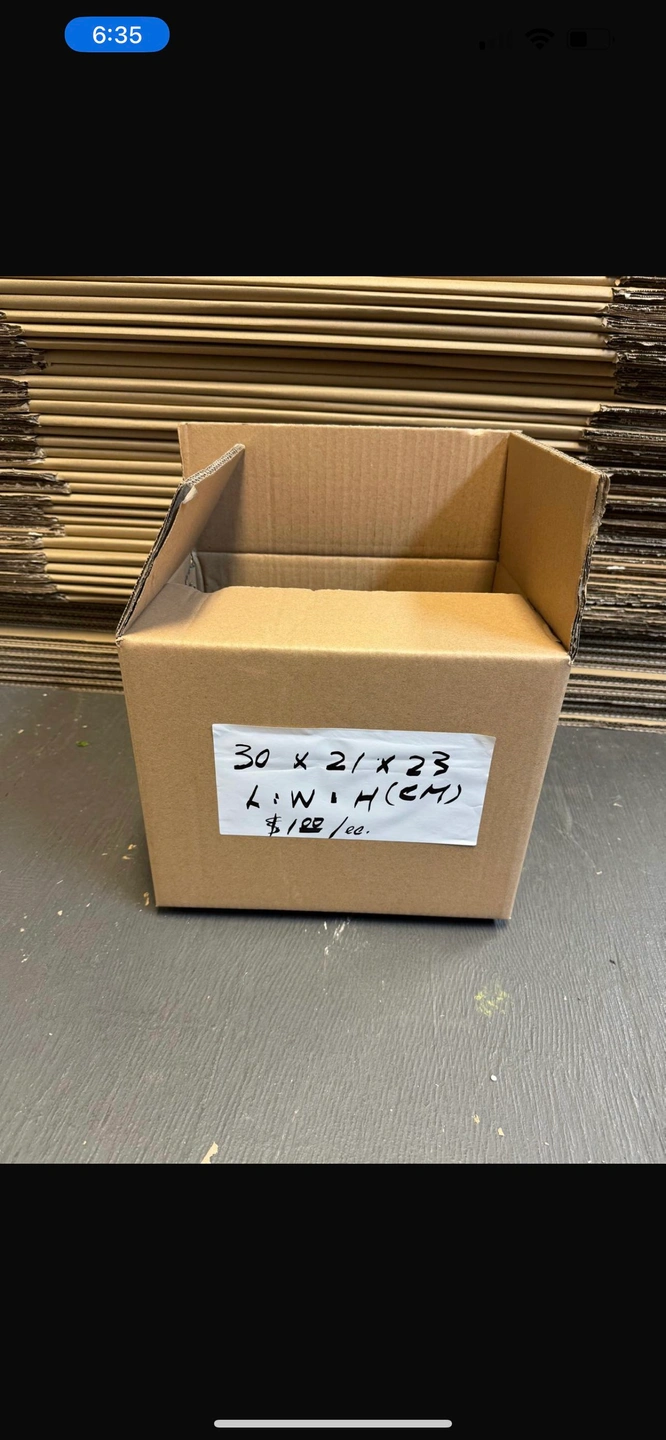 6:35
30 x 21 x 23
L : W : H (CM)
$1.00 / ea.